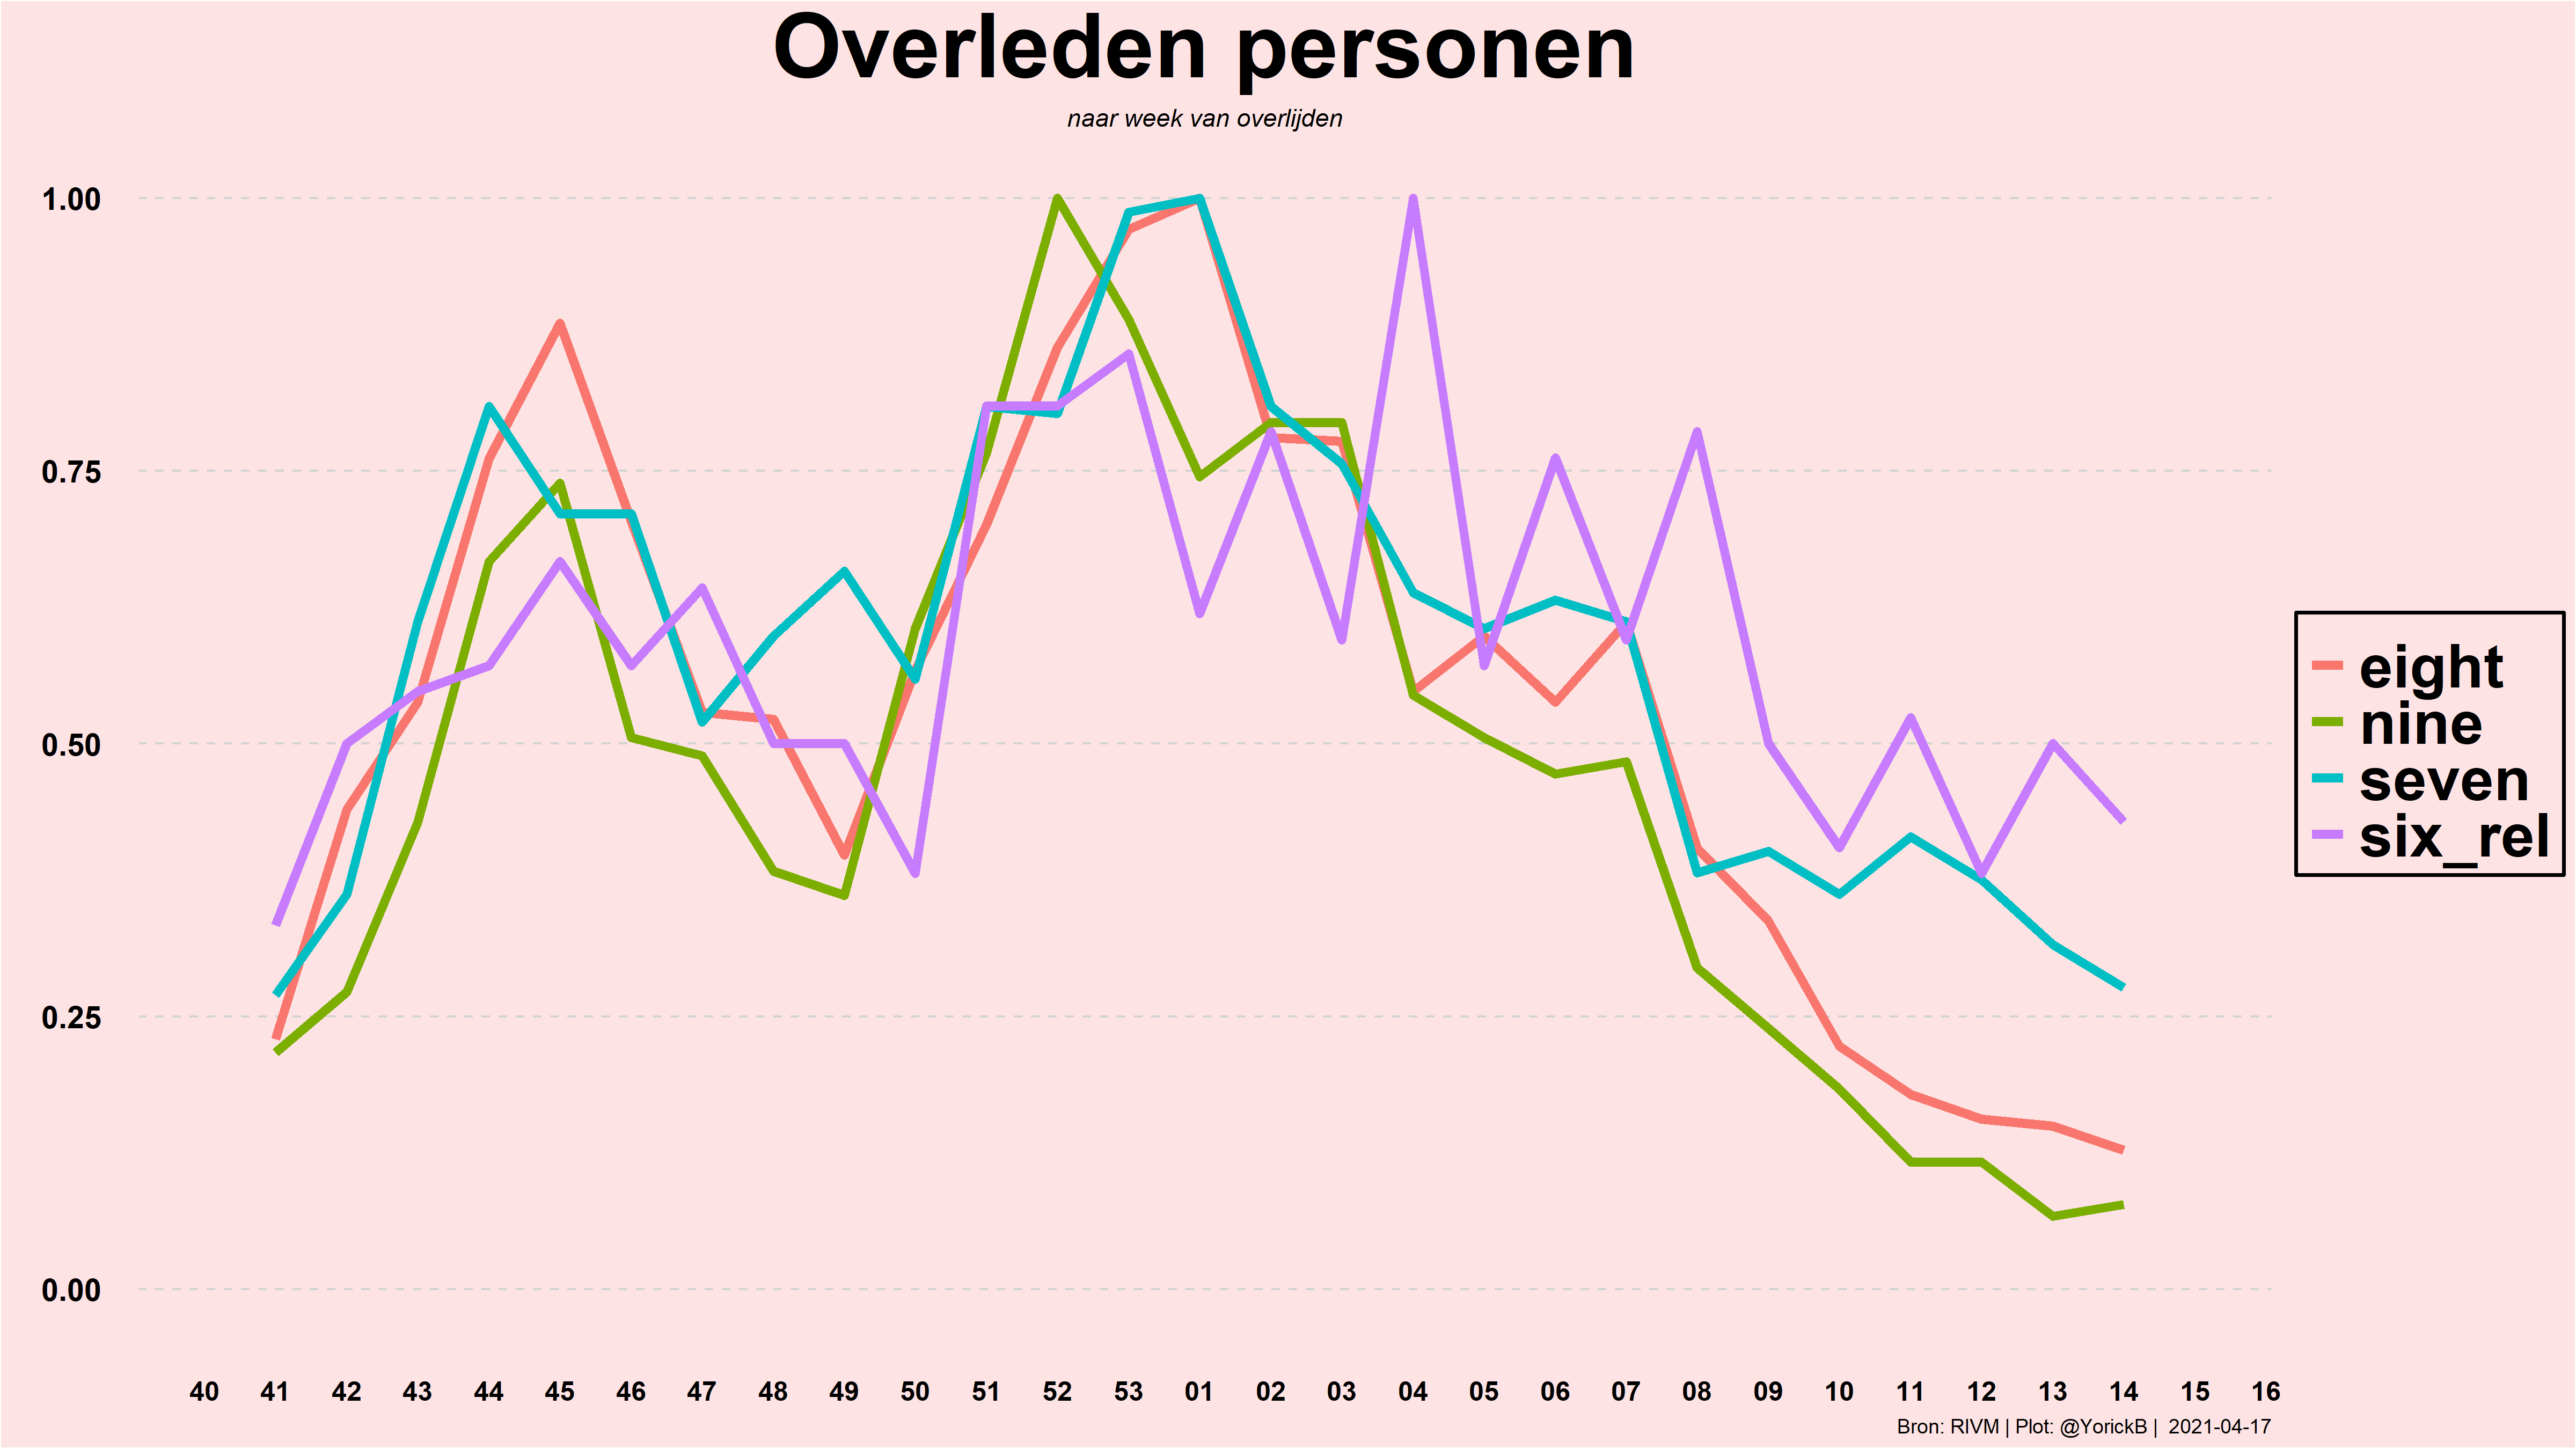 Overleden personen
naar week van overlijden
1.00
0.75
0.50
0.25
0.00
eight
nine
seven
six_rel
40 41 42 43 44 45 46 47 48 49 50 51 52 53 01 02 03 04 05 06 07 08 09 10 11 12 13 14 15 16
Bron: RIVM | Plot: @YorickB | 2021-04-17